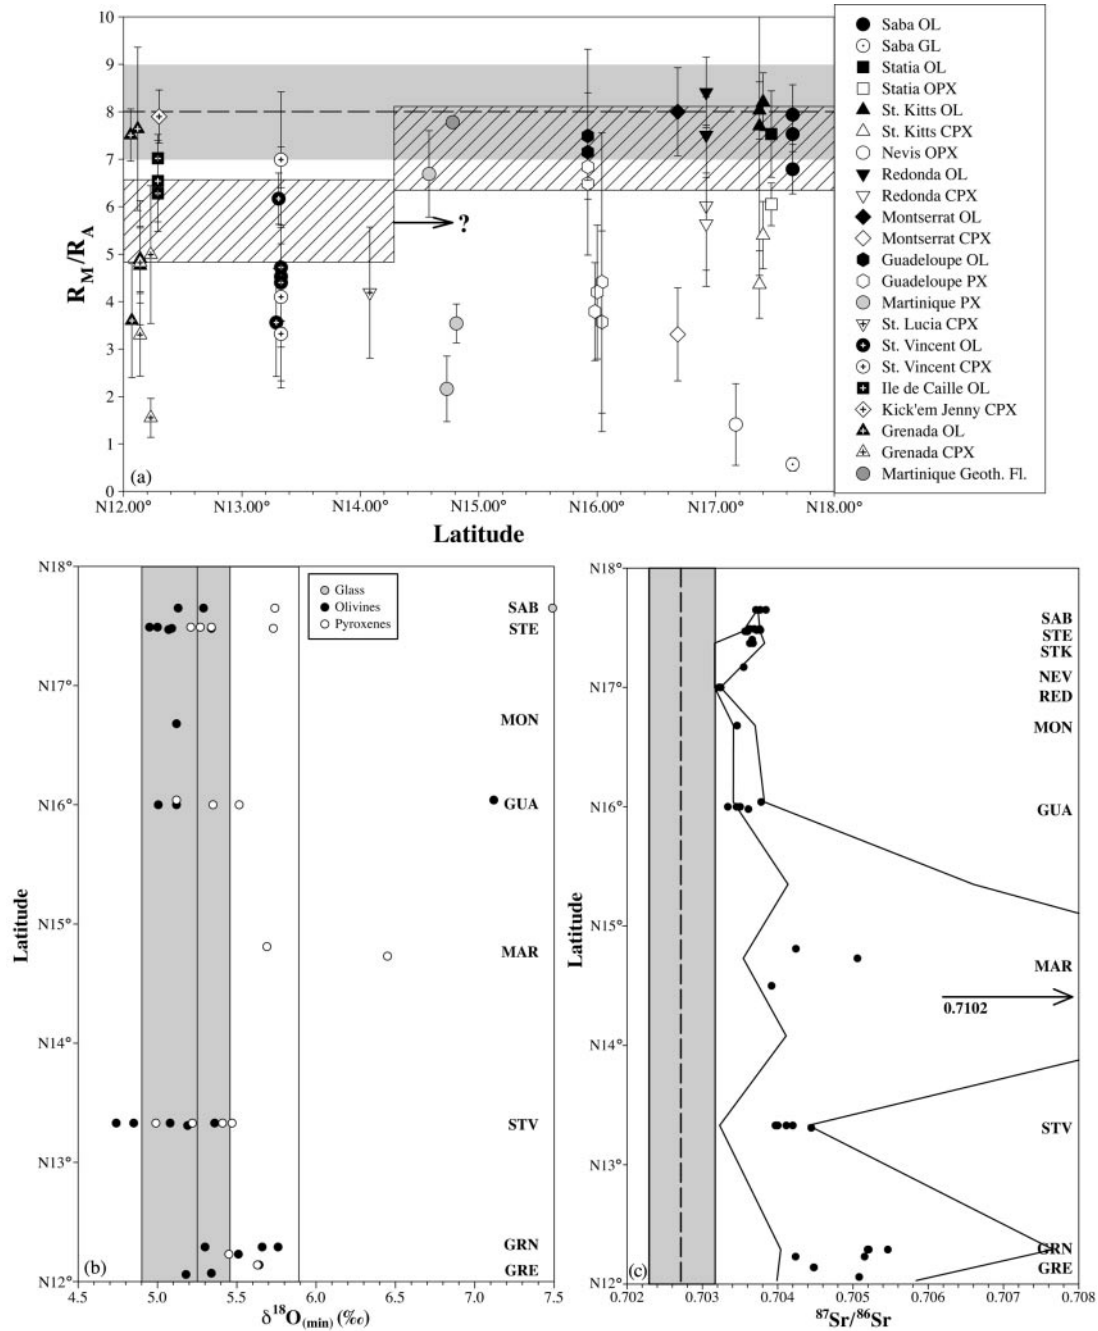 10
9
8
7
6
5
4
3
2
1
0
R_M/R_A
?
(a)
N12.00° N13.00° N14.00° N15.00° N16.00° N17.00° N18.00°
Latitude
Saba OL
Saba GL
Statia OL
Statia OPX
St. Kitts OL
St. Kitts CPX
Nevis OPX
Redonda OL
Redonda CPX
Montserrat OL
Montserrat CPX
Guadeloupe OL
Guadeloupe PX
Martinique PX
St. Lucia CPX
St. Vincent OL
St. Vincent CPX
Ile de Caille OL
Kick'em Jenny CPX
Grenada OL
Grenada CPX
Martinique Geoth. Fl.
N18°
N17°
N16°
N15°
N14°
N13°
N12°
Latitude
Glass
Olivines
Pyroxenes
SAB
STE
MON
GUA
MAR
STV
GRN
GRE
(b)
4.5 5.0 5.5 6.0 6.5 7.0 7.5
δ18O(min) (‰)
N18°
N17°
N16°
N15°
N14°
N13°
N12°
Latitude
SAB
STE
STK
NEV
RED
MON
GUA
MAR
0.7102
STV
GRN
GRE
(c)
0.702 0.703 0.704 0.705 0.706 0.707 0.708
87Sr/86Sr